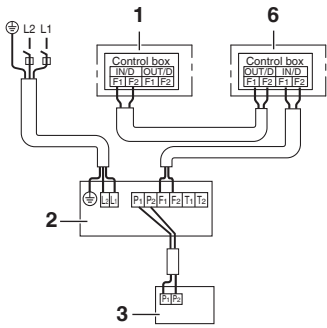 1
6
L2 L1
Control box
IN/D OUT/D
F1 F2 F1 F2
Control box
OUT/D IN/D
F1 F2 F1 F2
L2 L1
P1 P2 F1 F2 T1 T2
2
P1 P2
3